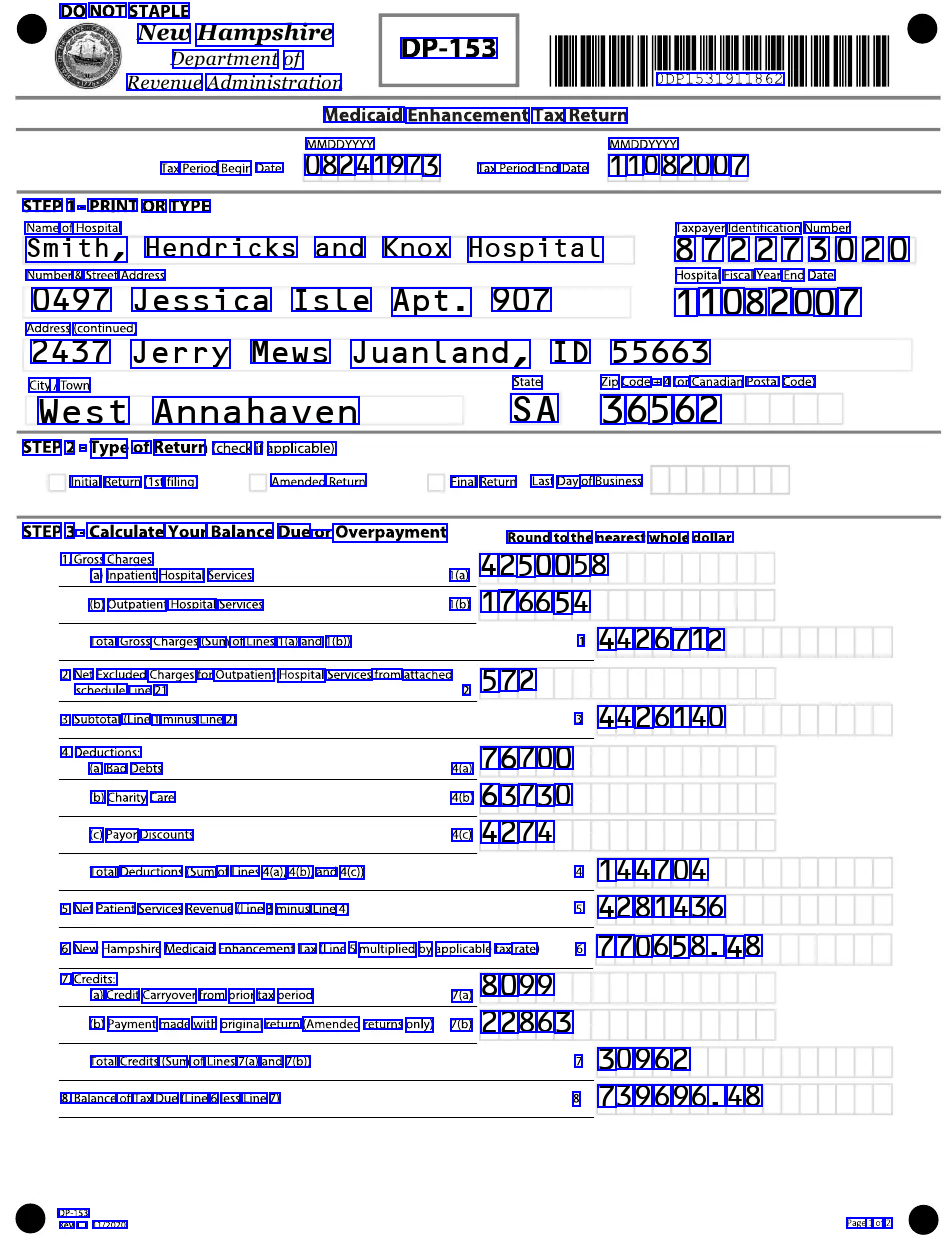 DO NOT STAPLE
New Hampshire
Department of
Revenue Administration
DP-153
0DP1531911862
Medicaid Enhancement Tax Return
MMDDYYYY MMDDYYYY
Tax Period Begin Date 08241973 Tax Period End Date 11082007
STEP 1 - PRINT OR TYPE
Name of Hospital Taxpayer Identification Number
Smith, Hendricks and Knox Hospital 872273020
Number & Street Address Hospital Fiscal Year End Date
0497 Jessica Isle Apt. 907 11082007
Address (continued)
2437 Jerry Mews Juanland, ID 55663
City / Town State Zip Code + 4 (or Canadian Postal Code)
West Annahaven SA 36562
STEP 2 - Type of Return (check if applicable)
Initial Return (1st filing Amended Return Final Return Last Day of Business
STEP 3 - Calculate Your Balance Due or Overpayment Round to the nearest whole dollar
1 Gross Charges
a) Inpatient Hospital Services 1(a) 4250058
(b) Outpatient Hospital Services 1(b) 176654
Total Gross Charges (Sum of Lines 1(a) and 1(b)) 1 4426712
2 Net Excluded Charges for Outpatient Hospital Services from attached
schedule Line 21 2 572
3 Subtotal (Line 1 minus Line 2) 3 4426140
4 Deductions:
(a) Bad Debts 4(a) 76700
b) Charity Care 4(b) 63730
(c) Payor Discounts 4(c) 4274
Total Deductions (Sum of Lines 4(a), 4(b), and 4(c)) 4 144704
5 Net Patient Services Revenue (Line 3 minus Line 4) 5 4281436
6 New Hampshire Medicaid Enhancement Tax (Line 5 multiplied by applicable tax rate) 6 770658.48
7 Credits:
a) Credit Carryover from prior tax period 7(a) 8099
(b) Payment made with original return (Amended returns only) 7(b) 22863
Total Credits (Sum of Lines 7(a) and 7(b)) 7 30962
8 Balance of Tax Due (Line 6 less Line 7) 8 739696.48
DP-153
Page 1 of 2